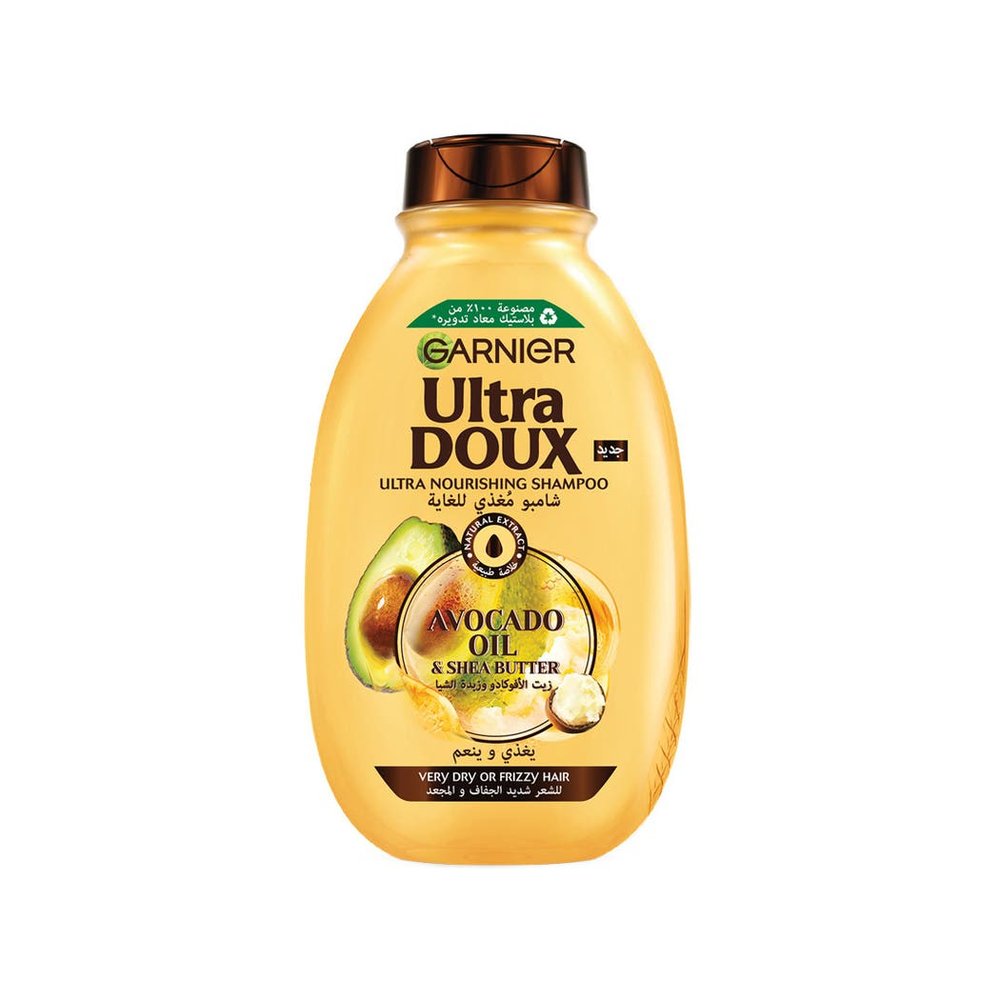 مصنوعة ١٠٠٪ من
بلاستيك معاد تدويره*
GARNIER
Ultra
DOUX
جديد
ULTRA NOURISHING SHAMPOO
شامبو مُغذي للغاية
NATURAL EXTRACT
خلاصة طبيعية
AVOCADO
OIL
& SHEA BUTTER
زيت الأفوكادو وزبدة الشيا
يغذي و ينعم
VERY DRY OR FRIZZY HAIR
للشعر شديد الجفاف و المجعد